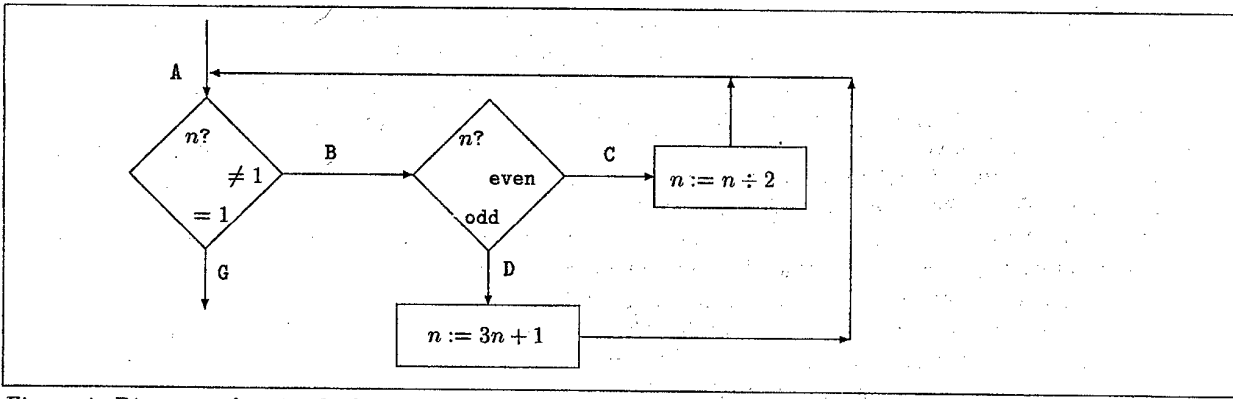 A
n?
≠ 1
= 1
B
n?
even
odd
C
n := n ÷ 2
G
D
n := 3n + 1